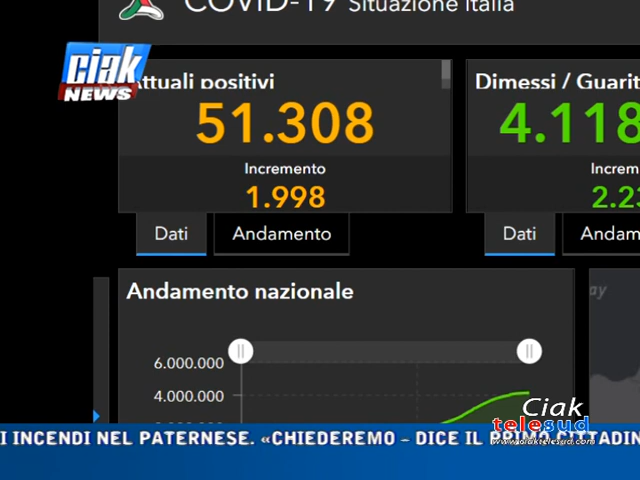 COVID-19 Situazione Italia
ciak
NEWS
Attuali positivi
51.308
Incremento
1.998
Dati
Andamento
Dimessi / Guarit
4.118
Increm
2.23
Dati
Andam
Andamento nazionale
6.000.000
4.000.000
Ciak
telesud
www.ciaktelesud.com
I INCENDI NEL PATERNESE. «CHIEDEREMO - DICE IL PRIMO CITTADIN